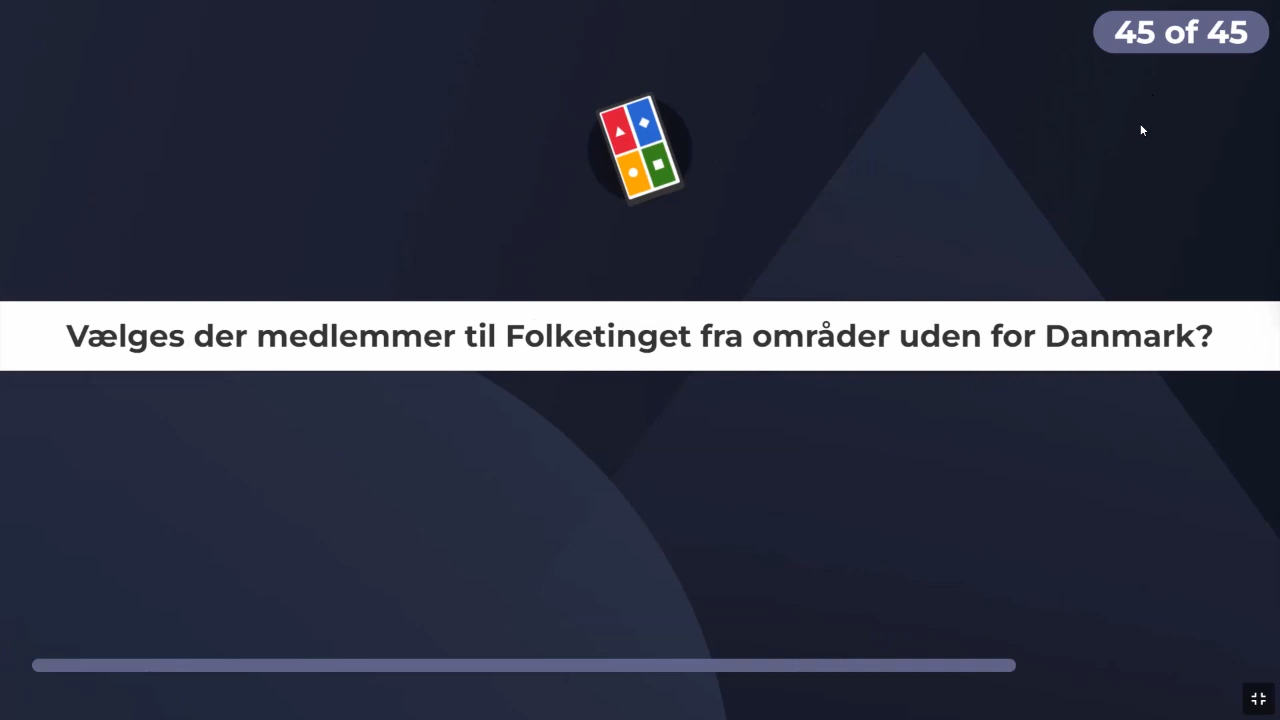 45 of 45
Vælges der medlemmer til Folketinget fra områder uden for Danmark?